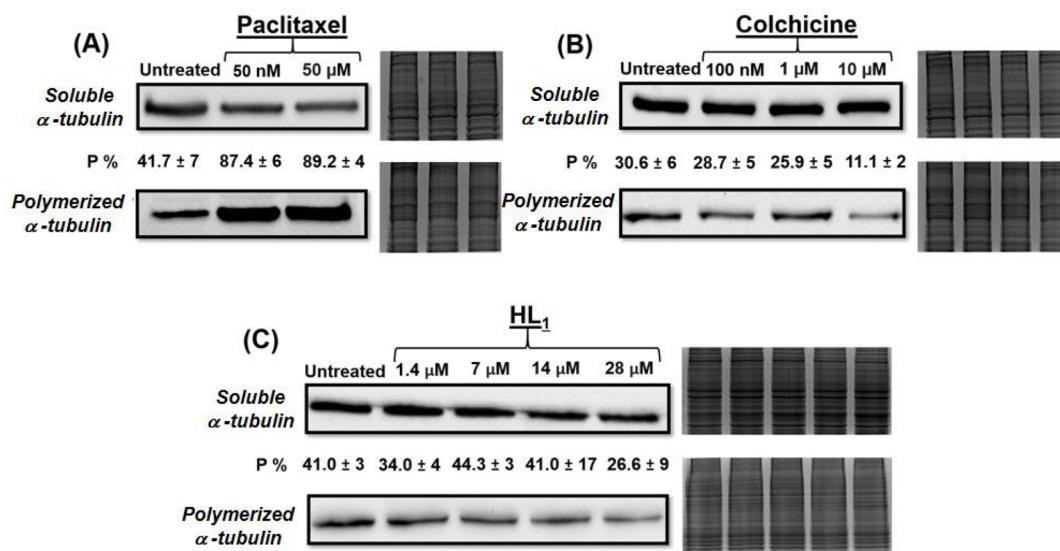 (A)
Paclitaxel
Untreated 50 nM 50 µM
Soluble
α-tubulin
P % 41.7 ± 7 87.4 ± 6 89.2 ± 4
Polymerized
α-tubulin
(B)
Colchicine
Untreated 100 nM 1 µM 10 µM
Soluble
α-tubulin
P % 30.6 ± 6 28.7 ± 5 25.9 ± 5 11.1 ± 2
Polymerized
α-tubulin
(C)
HL1
Untreated 1.4 µM 7 µM 14 µM 28 µM
Soluble
α-tubulin
P % 41.0 ± 3 34.0 ± 4 44.3 ± 3 41.0 ± 17 26.6 ± 9
Polymerized
α-tubulin